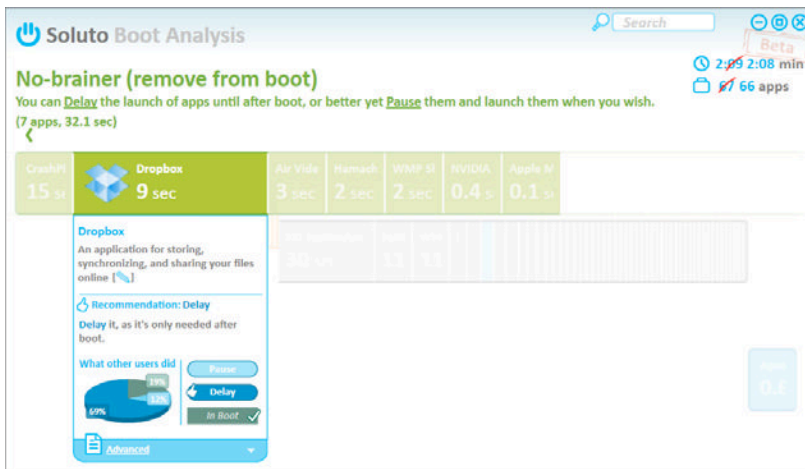 Soluto Boot Analysis
Search
Beta
No-brainer (remove from boot)
2:09 2:08 min
67 66 apps
You can Delay the launch of apps until after boot, or better yet Pause them and launch them when you wish.
(7 apps, 32.1 sec)
CrashPl
15 s
Dropbox
9 sec
Air Vide
3 sec
Hamach
2 sec
WMP SI
2 sec
NVIDIA
0.4 s
Apple M
0.1 s
Dropbox
An application for storing,
synchronizing, and sharing your files
online
Recommendation: Delay
Delay it, as it's only needed after
boot.
What other users did
19%
12%
69%
Pause
Delay
In Boot
Advanced